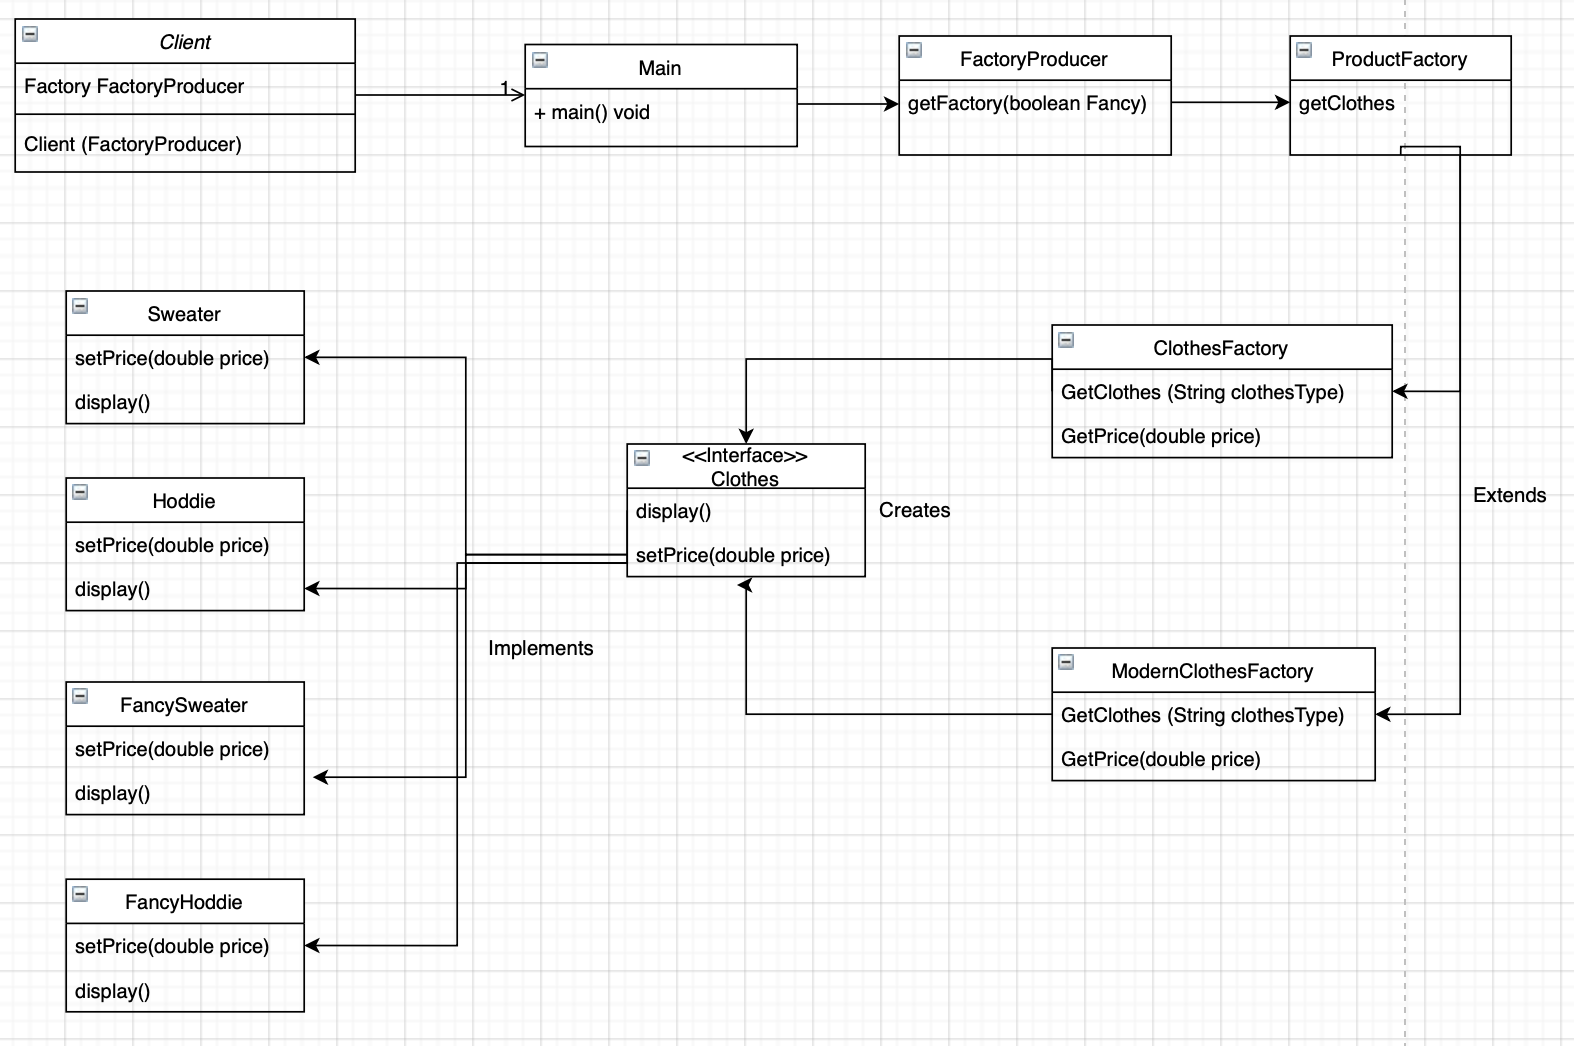 Client
Factory FactoryProducer
Client (FactoryProducer)
1
Main
+ main() void
FactoryProducer
getFactory(boolean Fancy)
ProductFactory
getClothes
Sweater
setPrice(double price)
display()
Hoddie
setPrice(double price)
display()
FancySweater
setPrice(double price)
display()
FancyHoddie
setPrice(double price)
display()
Implements
<<Interface>>
Clothes
display()
setPrice(double price)
Creates
ClothesFactory
GetClothes (String clothesType)
GetPrice(double price)
Extends
ModernClothesFactory
GetClothes (String clothesType)
GetPrice(double price)